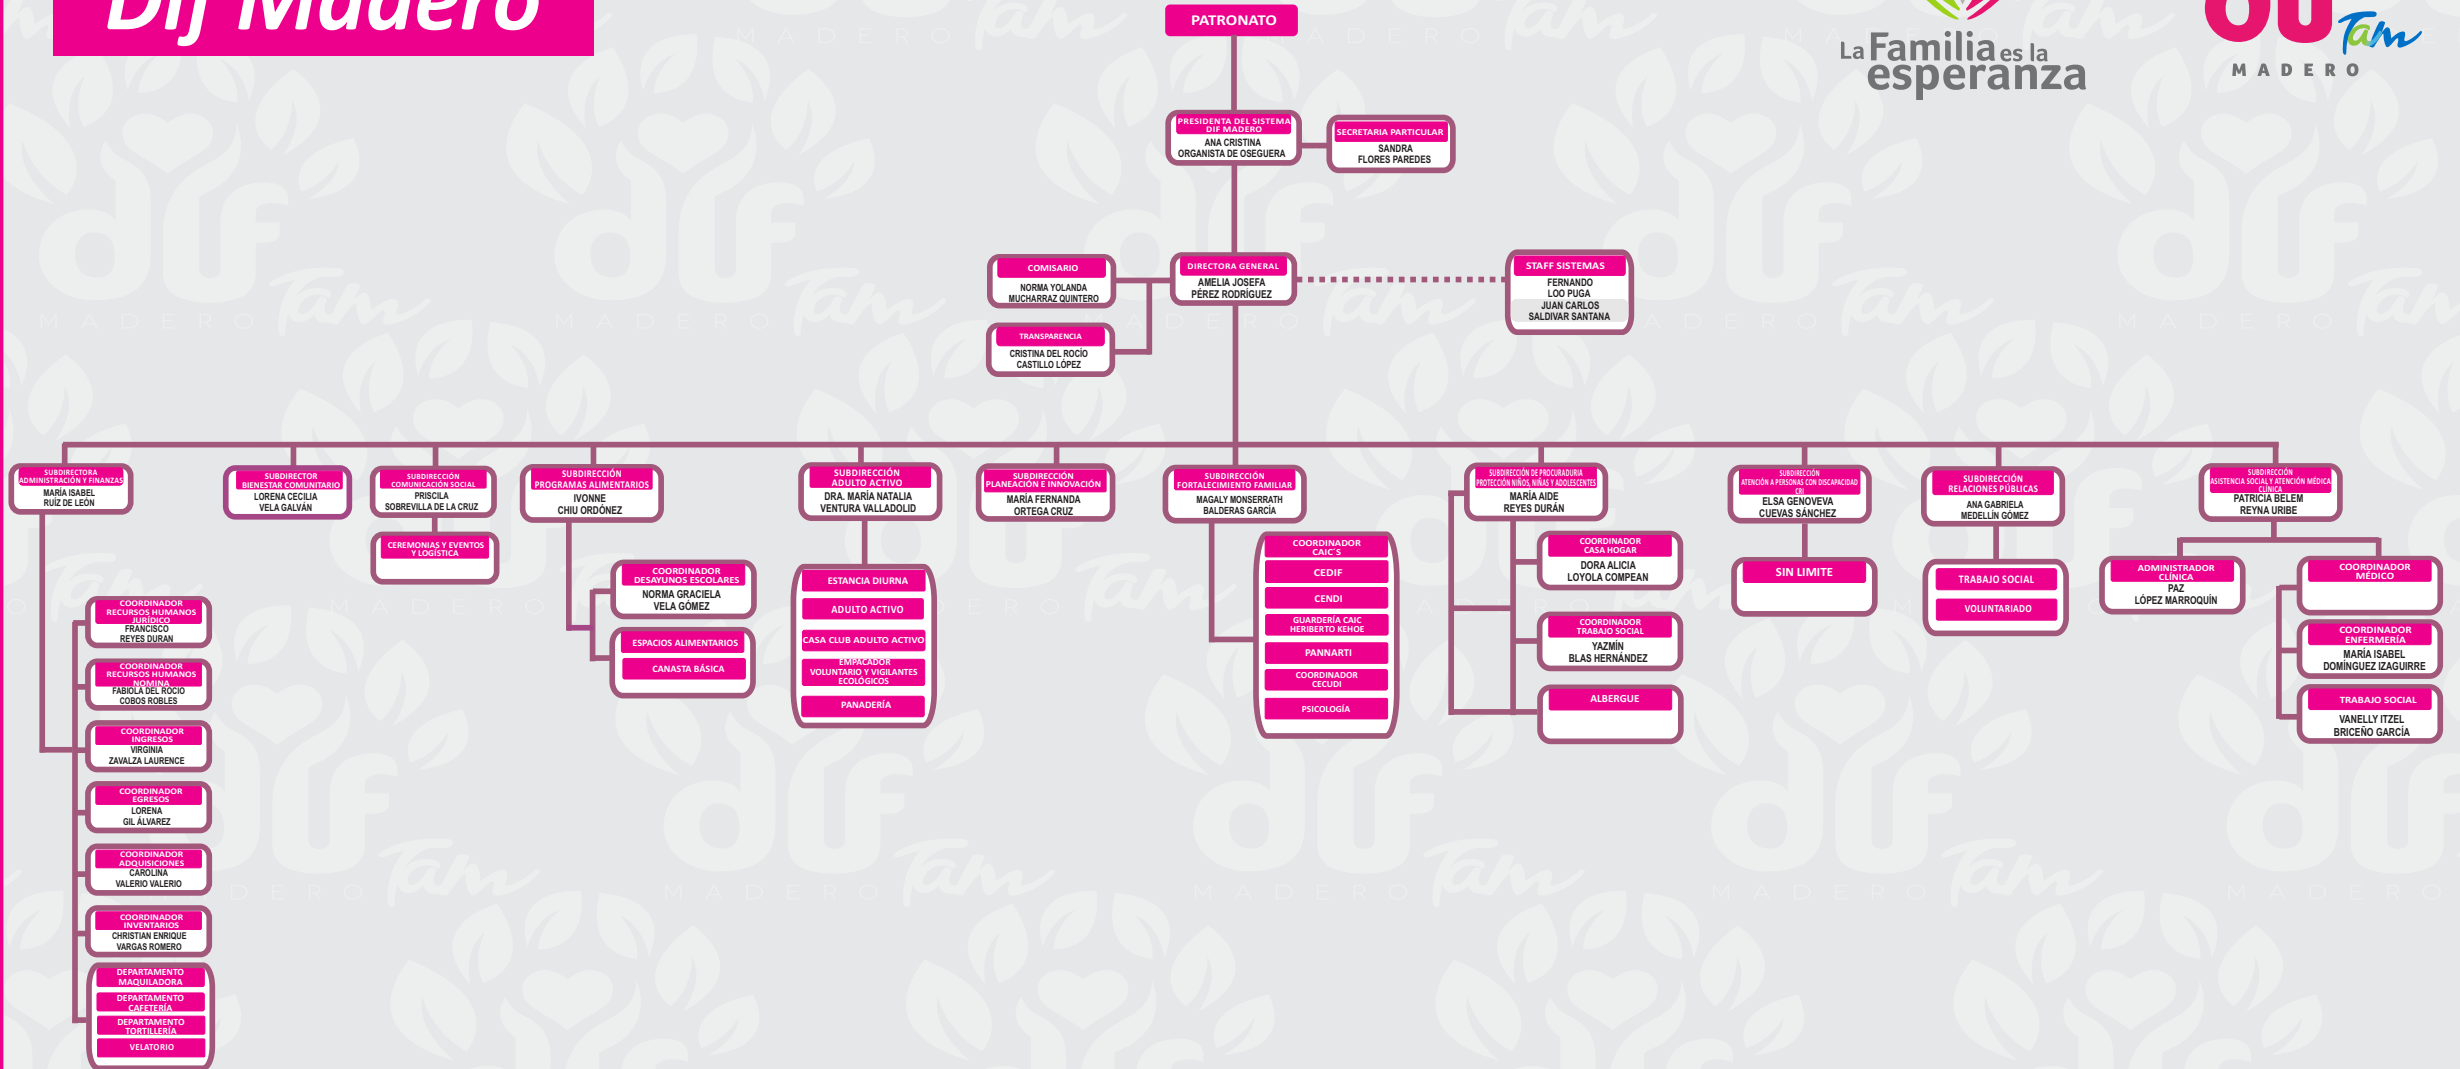 Dif Madero
PATRONATO
La Familia es la
esperanza
Tam
MADERO
PRESIDENTA DEL SISTEMA
DIF MADERO
ANA CRISTINA
ORGANISTA DE OSEGUERA
SECRETARIA PARTICULAR
SANDRA
FLORES PAREDES
COMISARIO
NORMA YOLANDA
MUCHARRAZ QUINTERO
DIRECTORA GENERAL
AMELIA JOSEFA
PÉREZ RODRÍGUEZ
STAFF SISTEMAS
FERNANDO
LOO PUGA
JUAN CARLOS
SALDIVAR SANTANA
TRANSPARENCIA
CRISTINA DEL ROCÍO
CASTILLO LÓPEZ
SUBDIRECTORA
ADMINISTRACIÓN Y FINANZAS
MARÍA ISABEL
RUÍZ DE LEÓN
SUBDIRECTOR
BIENESTAR COMUNITARIO
LORENA CECILIA
VELA GALVÁN
SUBDIRECCIÓN
COMUNICACIÓN SOCIAL
PRISCILA
SOBREVILLA DE LA CRUZ
SUBDIRECCIÓN
PROGRAMAS ALIMENTARIOS
IVONNE
CHIU ORDÓNEZ
SUBDIRECCIÓN
ADULTO ACTIVO
DRA. MARÍA NATALIA
VENTURA VALLADOLID
SUBDIRECCIÓN
PLANEACIÓN E INNOVACIÓN
MARÍA FERNANDA
ORTEGA CRUZ
SUBDIRECCIÓN
FORTALECIMIENTO FAMILIAR
MAGALY MONSERRATH
BALDERAS GARCÍA
SUBDIRECCIÓN DE PROCURADURIA
PROTECCIÓN NIÑOS, NIÑAS Y ADOLESCENTES
MARÍA AIDE
REYES DURÁN
SUBDIRECCIÓN
ATENCIÓN A PERSONAS CON DISCAPACIDAD
CRI
ELSA GENOVEVA
CUEVAS SÁNCHEZ
SUBDIRECCIÓN
RELACIONES PÚBLICAS
ANA GABRIELA
MEDELLÍN GÓMEZ
SUBDIRECCIÓN
ASISTENCIA SOCIAL Y ATENCIÓN MÉDICA
CLÍNICA
PATRICIA BELEM
REYNA URIBE
COORDINADOR
RECURSOS HUMANOS
JURÍDICO
FRANCISCO
REYES DURAN
COORDINADOR
RECURSOS HUMANOS
NOMINA
FABIOLA DEL ROCIO
COBOS ROBLES
COORDINADOR
INGRESOS
VIRGINIA
ZAVALZA LAURENCE
COORDINADOR
EGRESOS
LORENA
GIL ÁLVAREZ
COORDINADOR
ADQUISICIONES
CAROLINA
VALERIO VALERIO
COORDINADOR
INVENTARIOS
CHRISTIAN ENRIQUE
VARGAS ROMERO
DEPARTAMENTO
MAQUILADORA
DEPARTAMENTO
CAFETERÍA
DEPARTAMENTO
TORTILLERÍA
VELATORIO
CEREMONIAS Y EVENTOS
Y LOGÍSTICA
COORDINADOR
DESAYUNOS ESCOLARES
NORMA GRACIELA
VELA GÓMEZ
ESPACIOS ALIMENTARIOS
CANASTA BÁSICA
ESTANCIA DIURNA
ADULTO ACTIVO
CASA CLUB ADULTO ACTIVO
EMPACADOR
VOLUNTARIO Y VIGILANTES
ECOLÓGICOS
PANADERÍA
COORDINADOR
CAIC´S
CEDIF
CENDI
GUARDERÍA CAIC
HERIBERTO KEHOE
PANNARTI
COORDINADOR
CECUDI
PSICOLOGÍA
COORDINADOR
CASA HOGAR
DORA ALICIA
LOYOLA COMPEAN
COORDINADOR
TRABAJO SOCIAL
YAZMÍN
BLAS HERNÁNDEZ
ALBERGUE
SIN LIMITE
TRABAJO SOCIAL
VOLUNTARIADO
ADMINISTRADOR
CLÍNICA
PAZ
LÓPEZ MARROQUÍN
COORDINADOR
MÉDICO
COORDINADOR
ENFERMERÍA
MARÍA ISABEL
DOMÍNGUEZ IZAGUIRRE
TRABAJO SOCIAL
VANELLY ITZEL
BRICEÑO GARCÍA